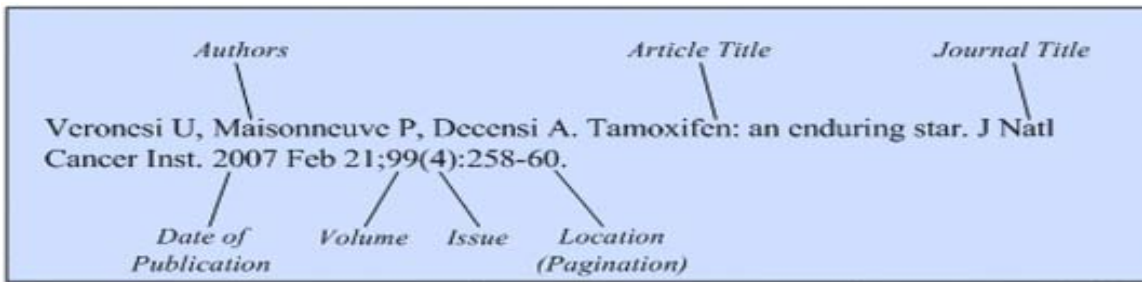 Authors Article Title Journal Title
Veronesi U, Maisonneuve P, Decensi A. Tamoxifen: an enduring star. J Natl
Cancer Inst. 2007 Feb 21;99(4):258-60.
Date of Publication Volume Issue Location (Pagination)